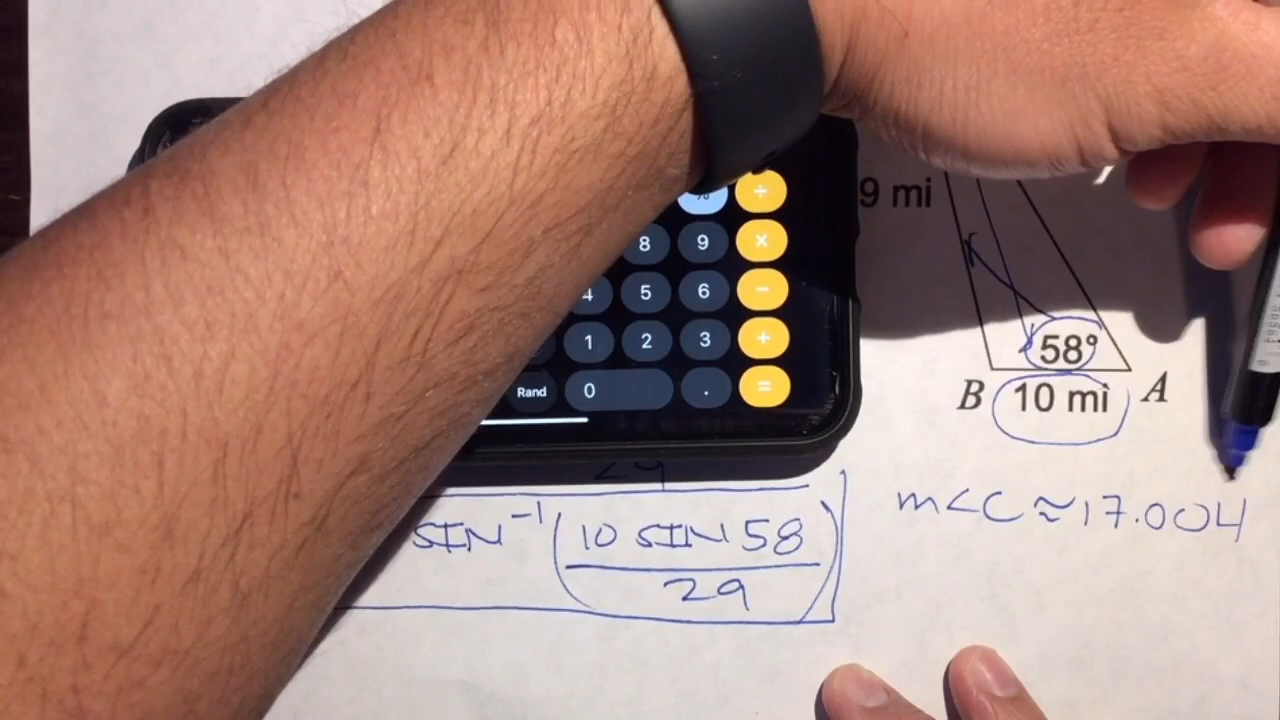 % ÷
8 9 ×
4 5 6 −
1 2 3 +
Rand 0 . =
9 mi
58°
B 10 mi A
SIN⁻¹(10 SIN 58
29)
m∠C ≈ 17.004